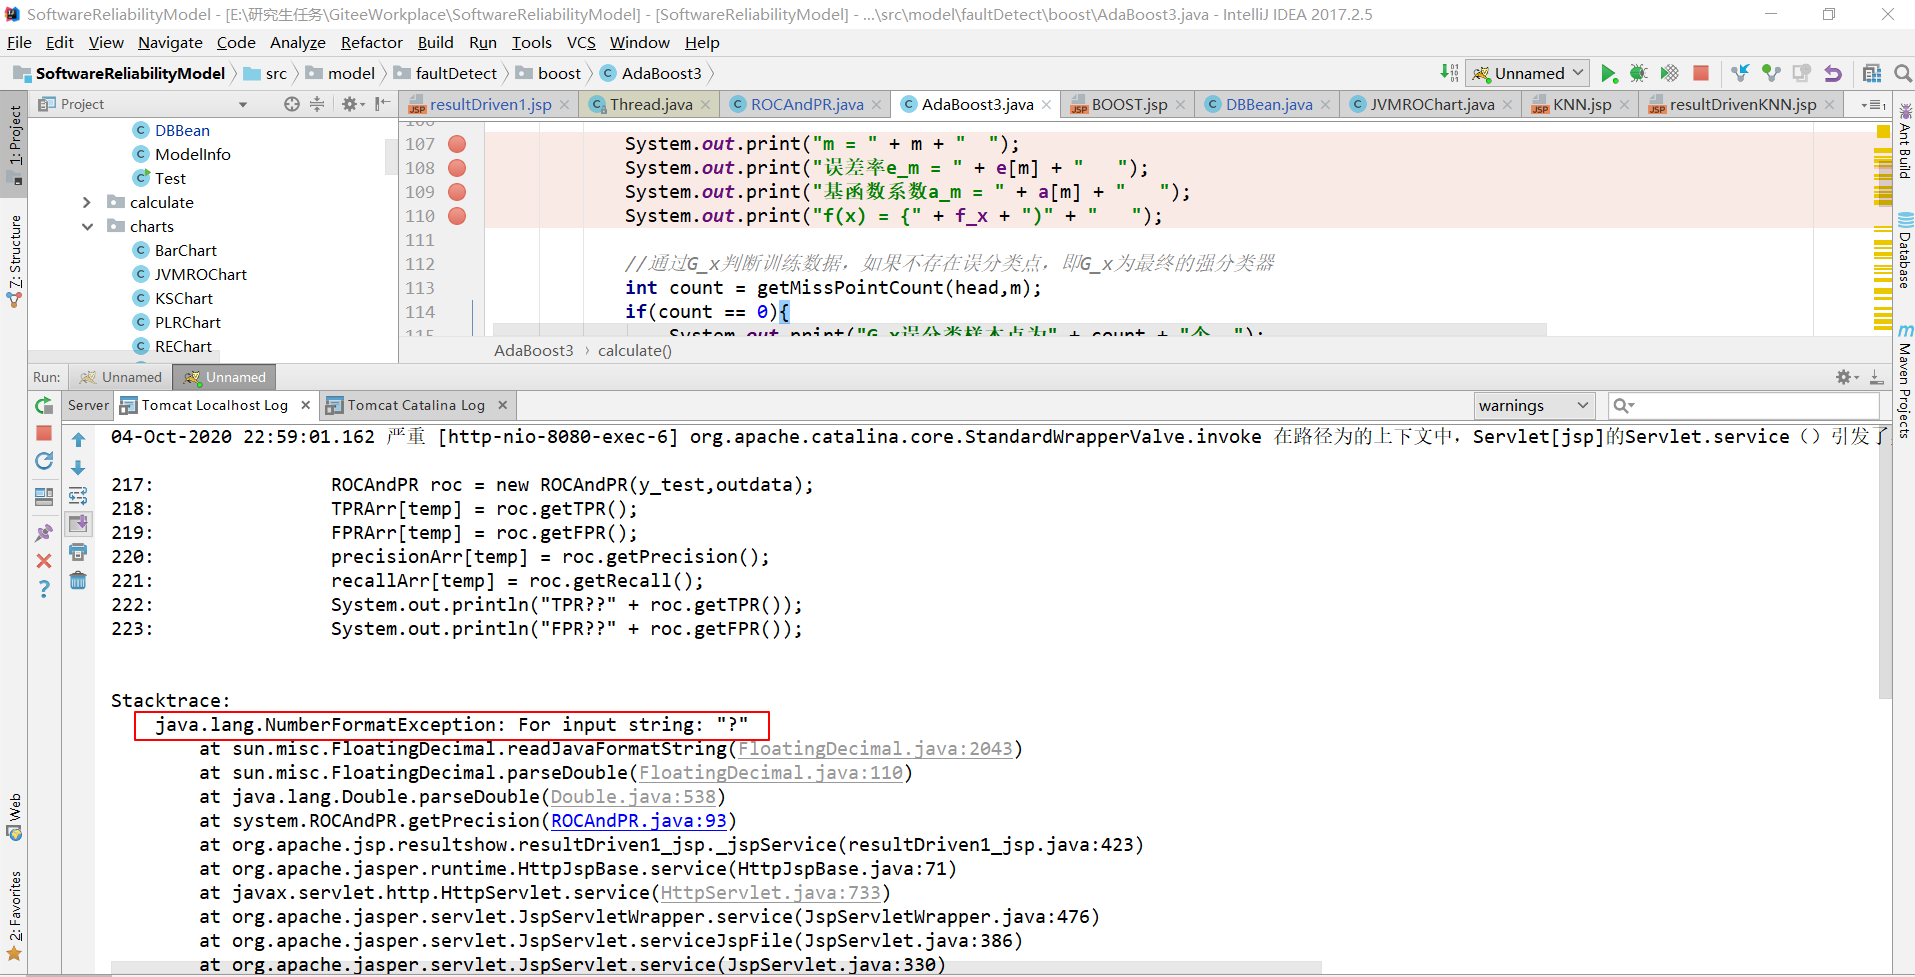 SoftwareReliabilityModel - [E:\研究生任务\GiteeWorkplace\SoftwareReliabilityModel] - [SoftwareReliabilityModel] - ...\src\model\faultDetect\boost\AdaBoost3.java - IntelliJ IDEA 2017.2.5
File Edit View Navigate Code Analyze Refactor Build Run Tools VCS Window Help
SoftwareReliabilityModel src model faultDetect boost AdaBoost3 Unnamed
Project resultDriven1.jsp Thread.java ROCAndPR.java AdaBoost3.java BOOST.jsp DBBean.java JVMROChart.java KNN.jsp resultDrivenKNN.jsp
1: Project
7: Structure
Web
2: Favorites
Ant Build
Database
Maven Projects
DBBean
ModelInfo
Test
calculate
charts
BarChart
JVMROChart
KSChart
PLRChart
REChart
107 System.out.print("m = " + m + "  ");
108 System.out.print("误差率e_m = " + e[m] + "   ");
109 System.out.print("基函数系数a_m = " + a[m] + "   ");
110 System.out.print("f(x) = {" + f_x + ")" + "   ");
111
112 //通过G_x判断训练数据, 如果不存在误分类点, 即G_x为最终的强分类器
113 int count = getMissPointCount(head,m);
114 if(count == 0){
115 System.out.print("G_x误分类样本点为" + count + "个  ");
AdaBoost3 › calculate()
Run: Unnamed Unnamed
Server Tomcat Localhost Log Tomcat Catalina Log warnings
04-Oct-2020 22:59:01.162 严重 [http-nio-8080-exec-6] org.apache.catalina.core.StandardWrapperValve.invoke 在路径为的上下文中, Servlet[jsp]的Servlet.service（）引发了
217: ROCAndPR roc = new ROCAndPR(y_test,outdata);
218: TPRArr[temp] = roc.getTPR();
219: FPRArr[temp] = roc.getFPR();
220: precisionArr[temp] = roc.getPrecision();
221: recallArr[temp] = roc.getRecall();
222: System.out.println("TPR??" + roc.getTPR());
223: System.out.println("FPR??" + roc.getFPR());
Stacktrace:
java.lang.NumberFormatException: For input string: "?"
at sun.misc.FloatingDecimal.readJavaFormatString(FloatingDecimal.java:2043)
at sun.misc.FloatingDecimal.parseDouble(FloatingDecimal.java:110)
at java.lang.Double.parseDouble(Double.java:538)
at system.ROCAndPR.getPrecision(ROCAndPR.java:93)
at org.apache.jsp.resultshow.resultDriven1_jsp._jspService(resultDriven1_jsp.java:423)
at org.apache.jasper.runtime.HttpJspBase.service(HttpJspBase.java:71)
at javax.servlet.http.HttpServlet.service(HttpServlet.java:733)
at org.apache.jasper.servlet.JspServletWrapper.service(JspServletWrapper.java:476)
at org.apache.jasper.servlet.JspServlet.serviceJspFile(JspServlet.java:386)
at org.apache.jasper.servlet.JspServlet.service(JspServlet.java:330)